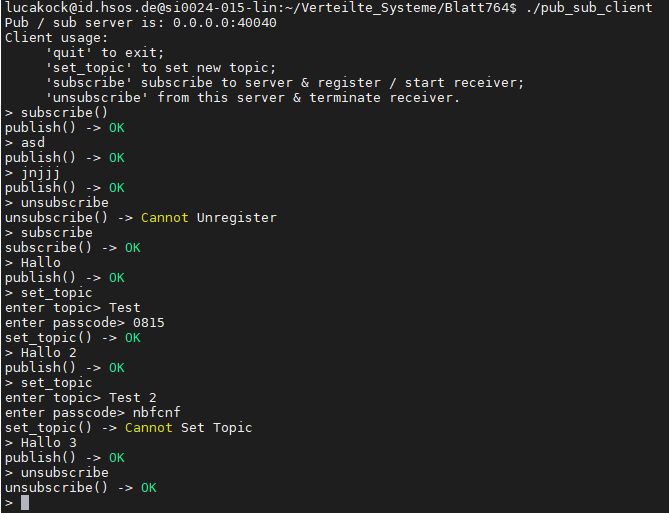 lucakock@id.hsos.de@si0024-015-lin:~/Verteilte_Systeme/Blatt764$ ./pub_sub_client
Pub / sub server is: 0.0.0.0:40040
Client usage:
     'quit' to exit;
     'set_topic' to set new topic;
     'subscribe' subscribe to server & register / start receiver;
     'unsubscribe' from this server & terminate receiver.
> subscribe()
publish() -> OK
> asd
publish() -> OK
> jnjjj
publish() -> OK
> unsubscribe
unsubscribe() -> Cannot Unregister
> subscribe
subscribe() -> OK
> Hallo
publish() -> OK
> set_topic
enter topic> Test
enter passcode> 0815
set_topic() -> OK
> Hallo 2
publish() -> OK
> set_topic
enter topic> Test 2
enter passcode> nbfcnf
set_topic() -> Cannot Set Topic
> Hallo 3
publish() -> OK
> unsubscribe
unsubscribe() -> OK
>